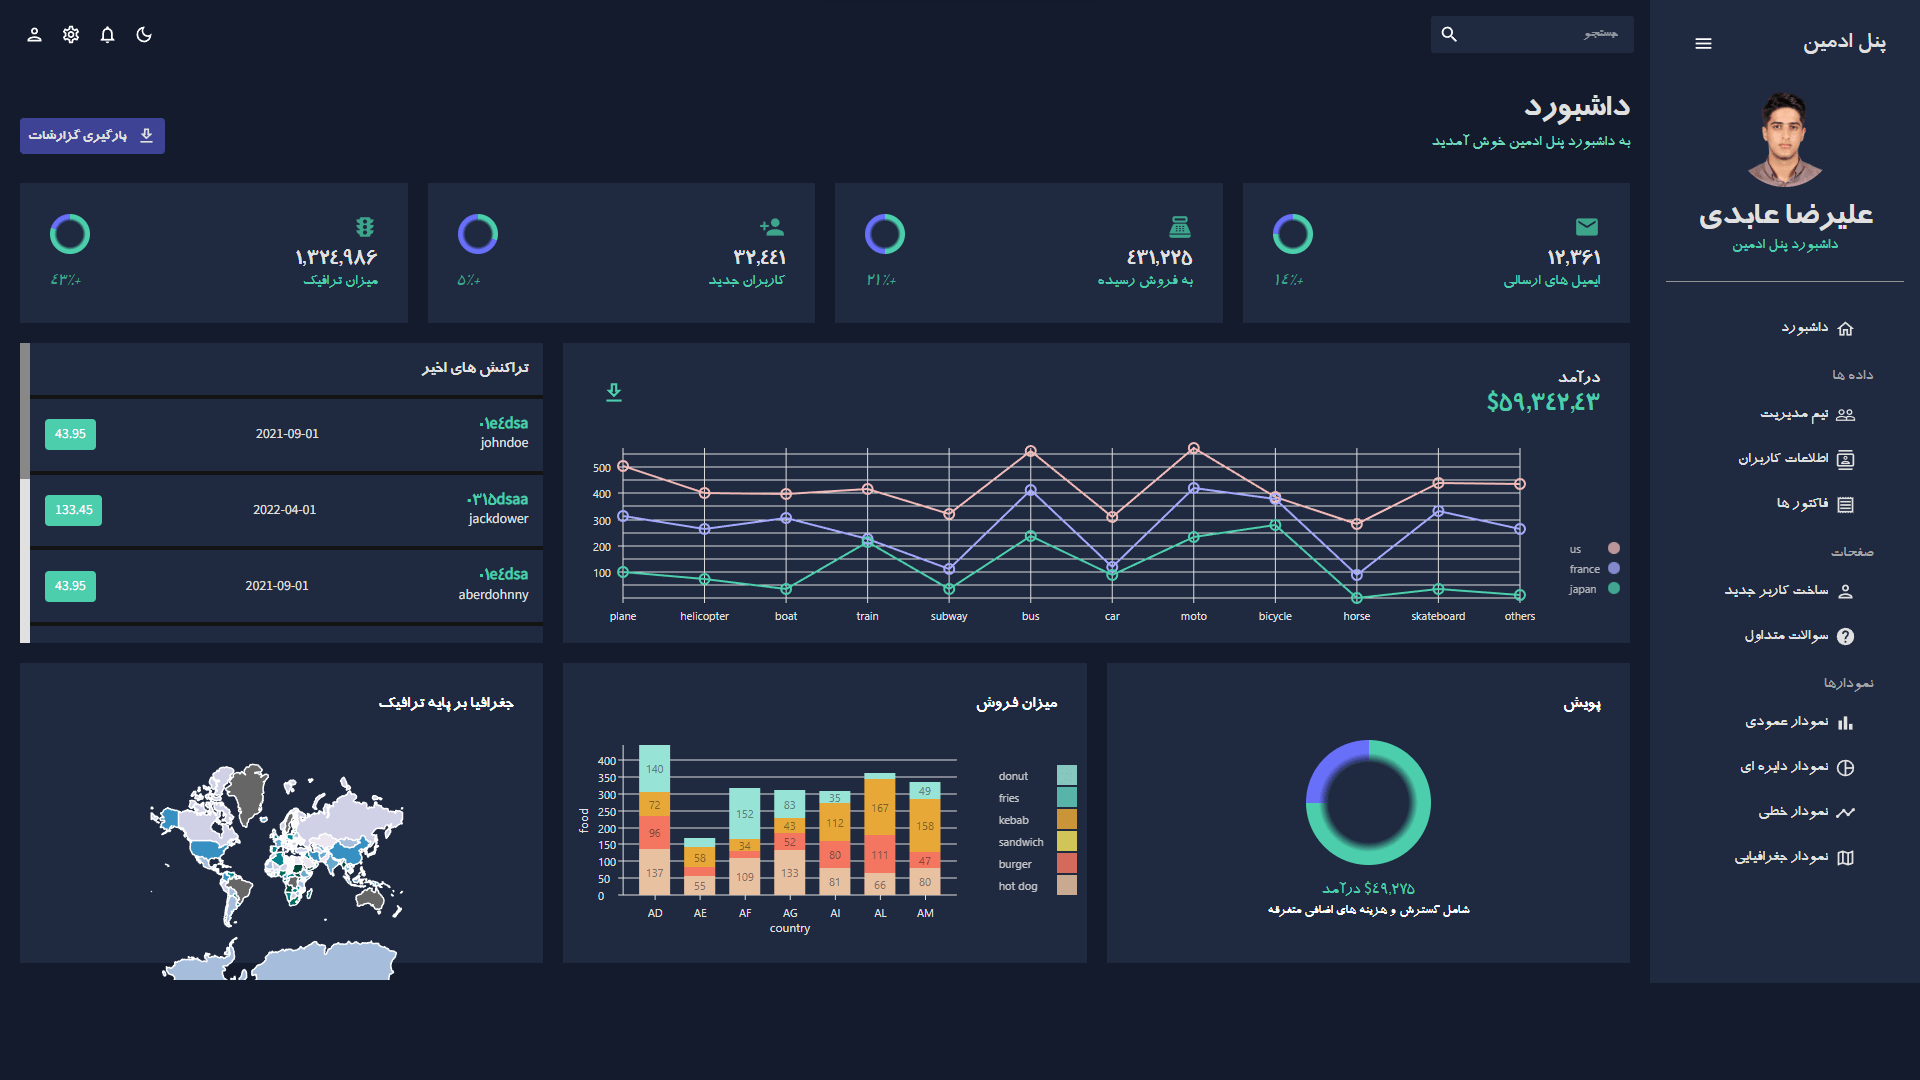 پنل ادمین
علیرضا عابدی
داشبورد پنل ادمین
داشبورد
داده ها
تیم مدیریت
اطلاعات کاربران
فاکتور ها
صفحات
ساخت کاربر جدید
سوالات متداول
نمودارها
نمودار عمودی
نمودار دایره ای
نمودار خطی
نمودار جغرافیایی
جستجو
داشبورد
به داشبورد پنل ادمین خوش آمدید
بارگیری گزارشات
۱۲,۳۶۱
ایمیل های ارسالی
+۱۴٪
۴۳۱,۲۲۵
به فروش رسیده
+۲۱٪
۳۲,۴۴۱
کاربران جدید
+۵٪
۱,۳۲۴,۹۸۶
میزان ترافیک
+۴۳٪
درآمد
$۵۹,۳۴۲,۴۳
500
400
300
200
100
plane helicopter boat train subway bus car moto bicycle horse skateboard others
us
france
japan
تراکنش های اخیر
۰۱e۴dsa
johndoe
2021-09-01
43.95
۰۳۱۵dsaa
jackdower
2022-04-01
133.45
۰۱e۴dsa
aberdohnny
2021-09-01
43.95
پویش
$۴۹,۲۷۵ درآمد
شامل گسترش و هزینه های اضافی متفرقه
میزان فروش
food
400
350
300
250
200
150
100
50
0
140
72
96
137
58
55
152
34
109
83
43
52
133
35
112
80
81
167
111
66
49
158
47
80
AD AE AF AG AI AL AM
country
donut
fries
kebab
sandwich
burger
hot dog
جغرافیا بر پایه ترافیک